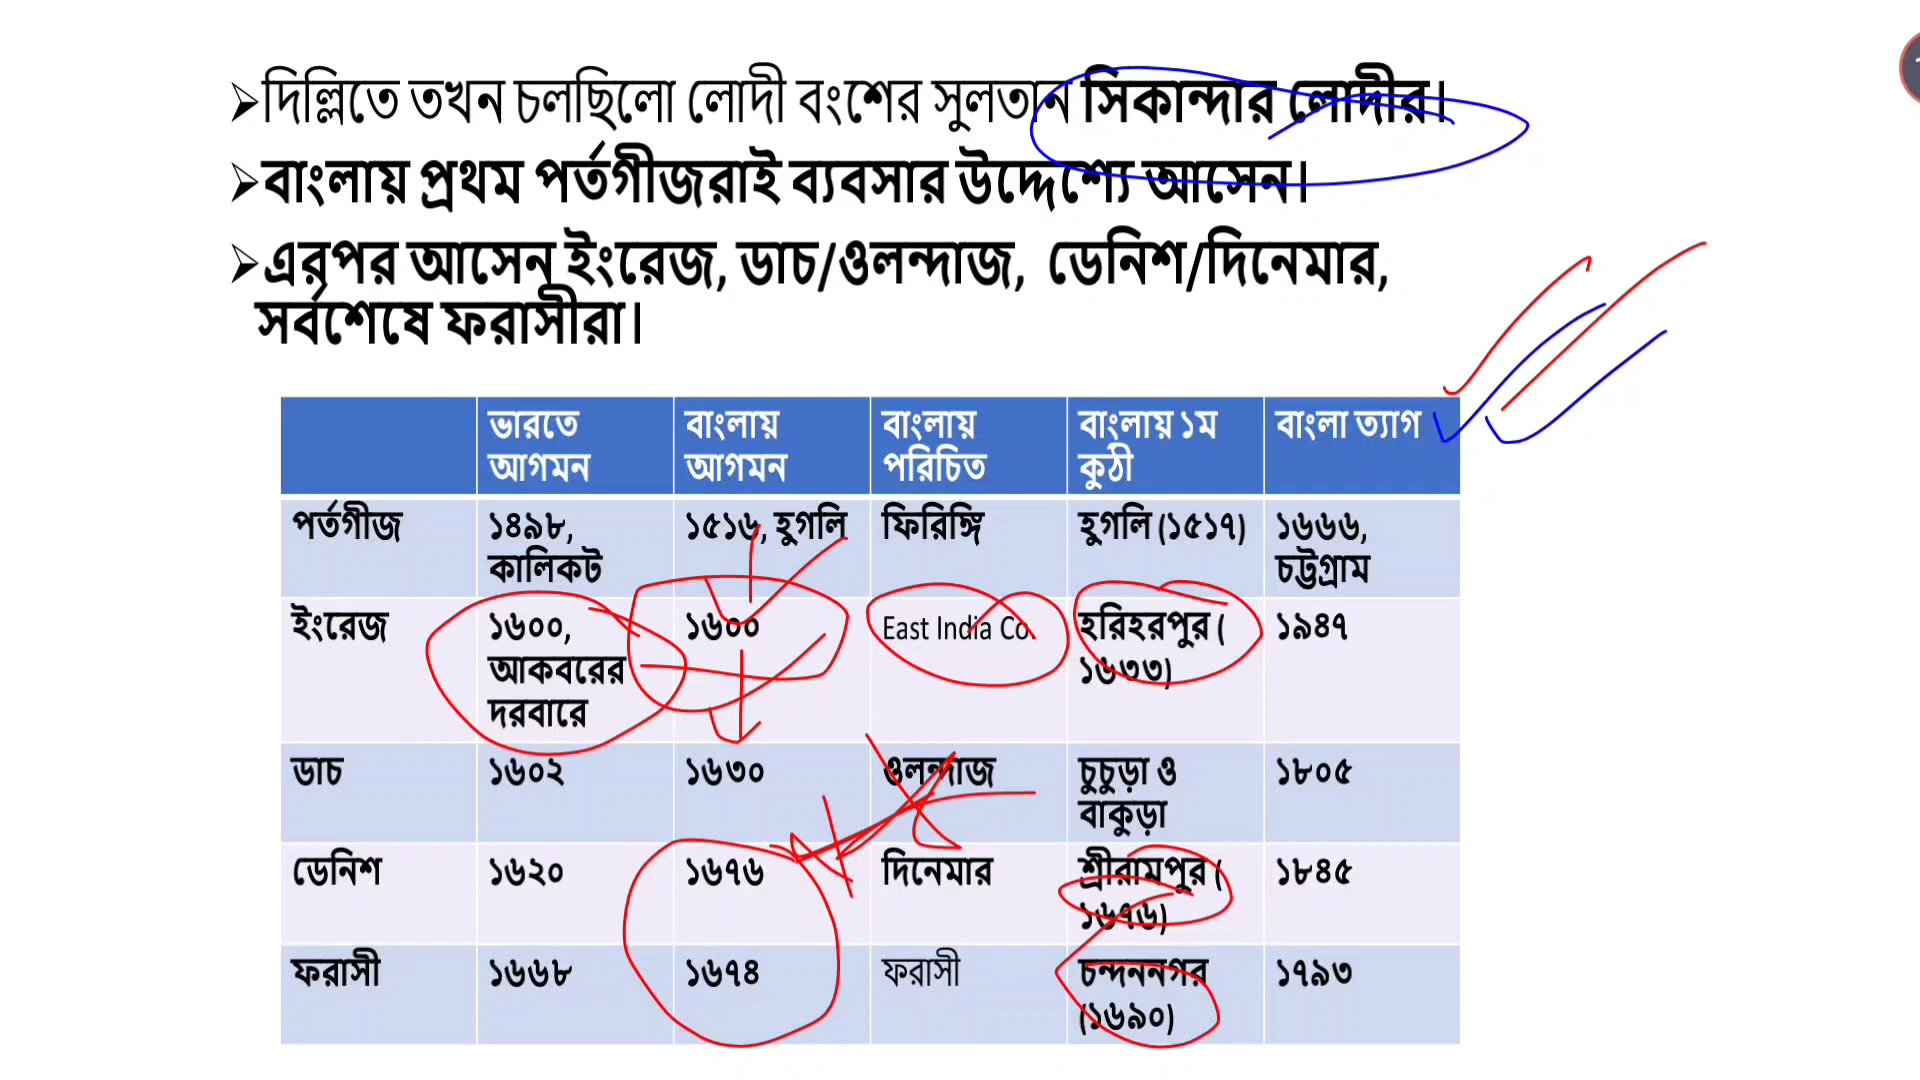 ➢দিল্লিতে তখন চলছিলো লোদী বংশের সুলতান সিকান্দার লোদীর।
➢বাংলায় প্রথম পর্তগীজরাই ব্যবসার উদ্দেশ্যে আসেন।
➢এরপর আসেন ইংরেজ, ডাচ/ওলন্দাজ, ডেনিশ/দিনেমার,
সর্বশেষে ফরাসীরা।
ভারতে আগমন | বাংলায় আগমন | বাংলায় পরিচিত | বাংলায় ১ম কুঠী | বাংলা ত্যাগ
পর্তগীজ | ১৪৯৮, কালিকট | ১৫১৬, হুগলি | ফিরিঙ্গি | হুগলি (১৫১৭) | ১৬৬৬, চট্টগ্রাম
ইংরেজ | ১৬০০, আকবরের দরবারে | ১৬০০ | East India Co. | হরিহরপুর (১৬৩৩) | ১৯৪৭
ডাচ | ১৬০২ | ১৬৩০ | ওলন্দাজ | চুচুড়া ও বাকুড়া | ১৮০৫
ডেনিশ | ১৬২০ | ১৬৭৬ | দিনেমার | শ্রীরামপুর (১৬৭৬) | ১৮৪৫
ফরাসী | ১৬৬৮ | ১৬৭৪ | ফরাসী | চন্দননগর (১৬৯০) | ১৭৯৩